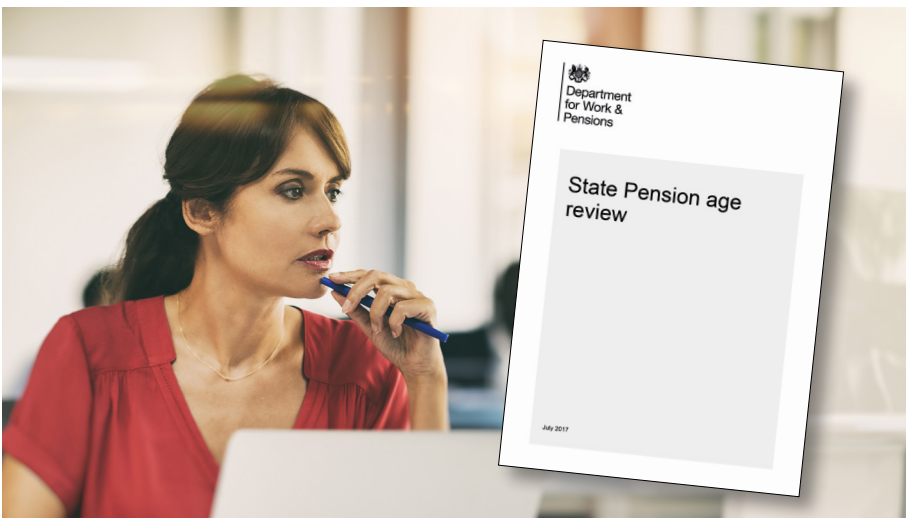 Department
for Work &
Pensions
State Pension age
review
July 2017